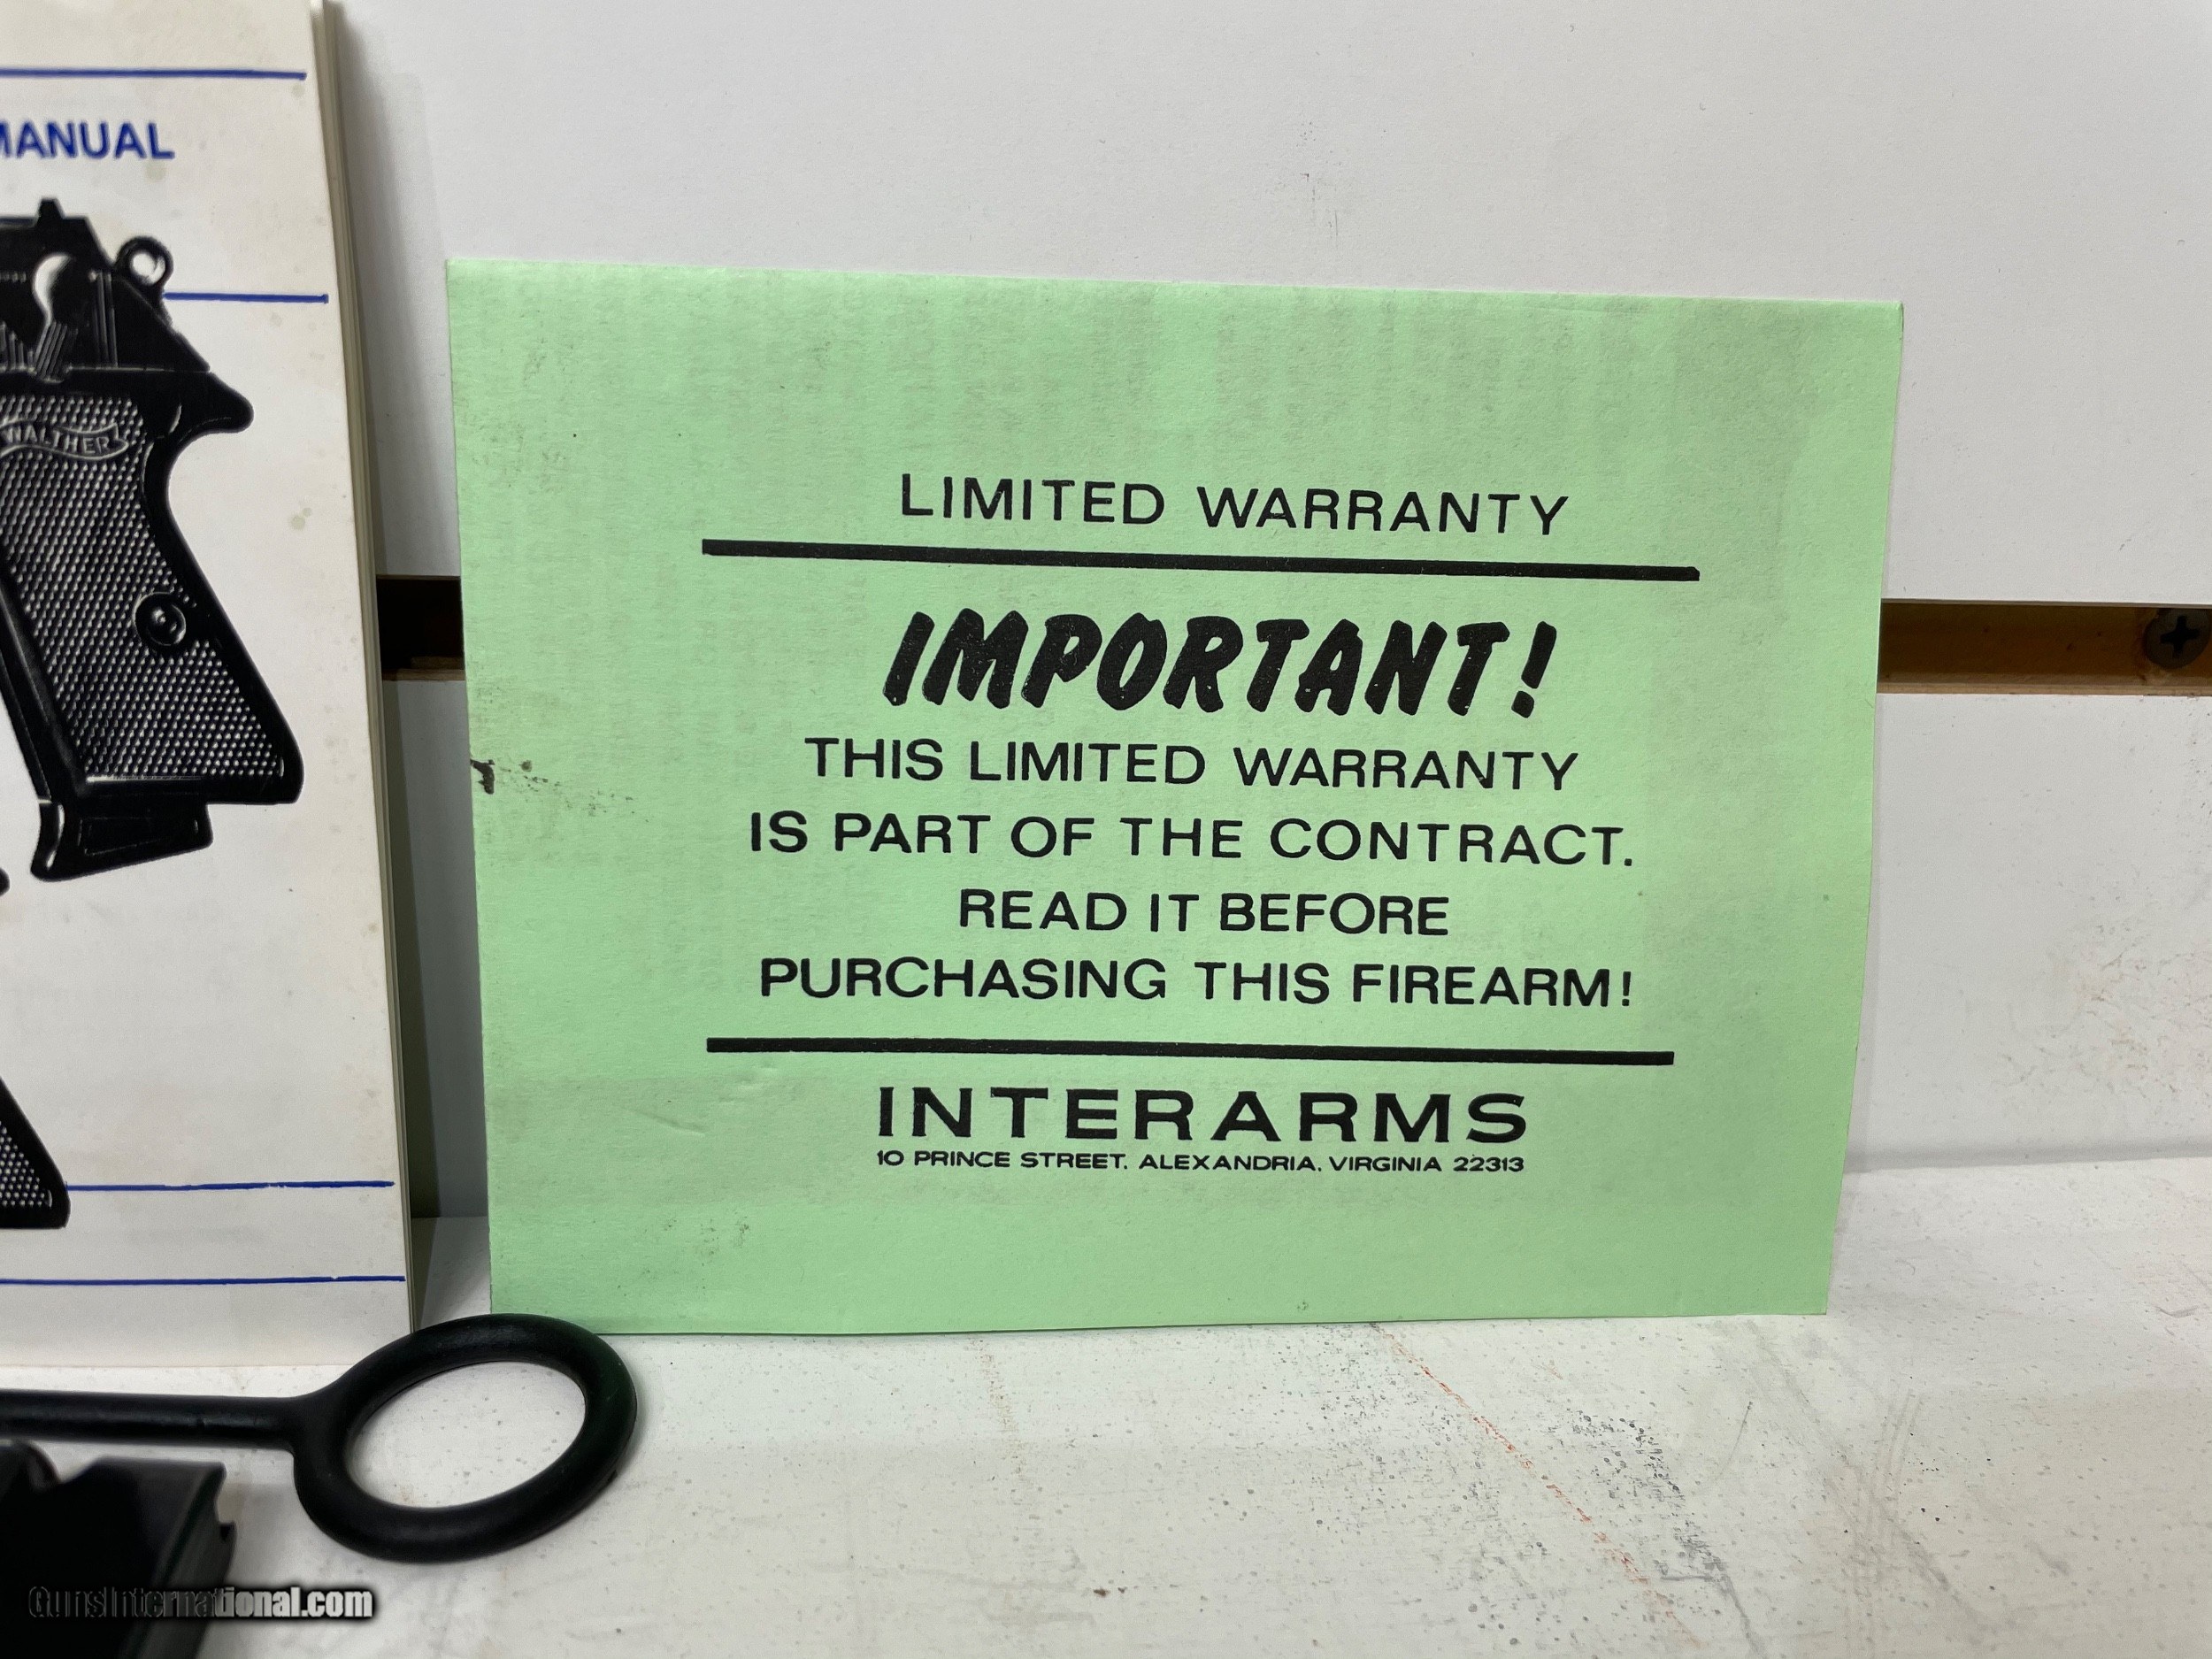 MANUAL
WALTHER
LIMITED WARRANTY
IMPORTANT!
THIS LIMITED WARRANTY
IS PART OF THE CONTRACT.
READ IT BEFORE
PURCHASING THIS FIREARM!
INTERARMS
10 PRINCE STREET, ALEXANDRIA, VIRGINIA 22313
GunsInternational.com